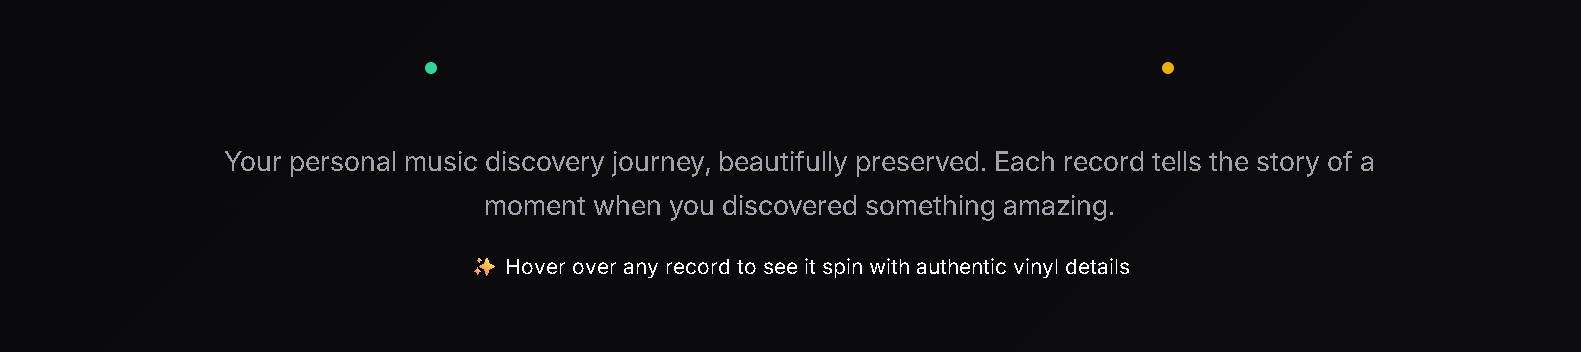 Your personal music discovery journey, beautifully preserved. Each record tells the story of a
moment when you discovered something amazing.
✨ Hover over any record to see it spin with authentic vinyl details